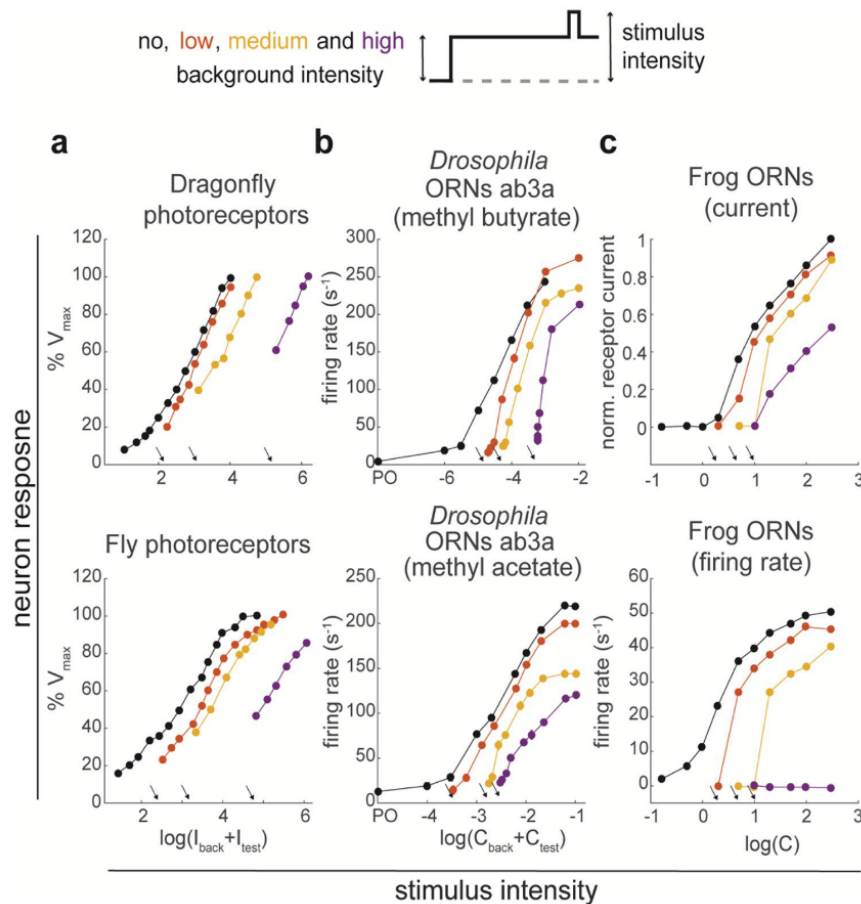 no, low, medium and high
background intensity
stimulus
intensity
a
b
c
Dragonfly
photoreceptors
Drosophila
ORNs ab3a
(methyl butyrate)
Frog ORNs
(current)
120
100
80
60
40
20
0
% Vmax
2
4
6
300
250
200
150
100
50
0
firing rate (s⁻¹)
PO
-6
-4
-2
1
0.8
0.6
0.4
0.2
0
norm. receptor current
-1
0
1
2
3
neuron resposne
Fly photoreceptors
Drosophila
ORNs ab3a
(methyl acetate)
Frog ORNs
(firing rate)
120
100
80
60
40
20
0
% Vmax
2
4
6
log(Iback+Itest)
250
200
150
100
50
0
firing rate (s⁻¹)
PO
-4
-3
-2
-1
log(Cback+Ctest)
60
50
40
30
20
10
0
firing rate (s⁻¹)
-1
0
1
2
3
log(C)
stimulus intensity